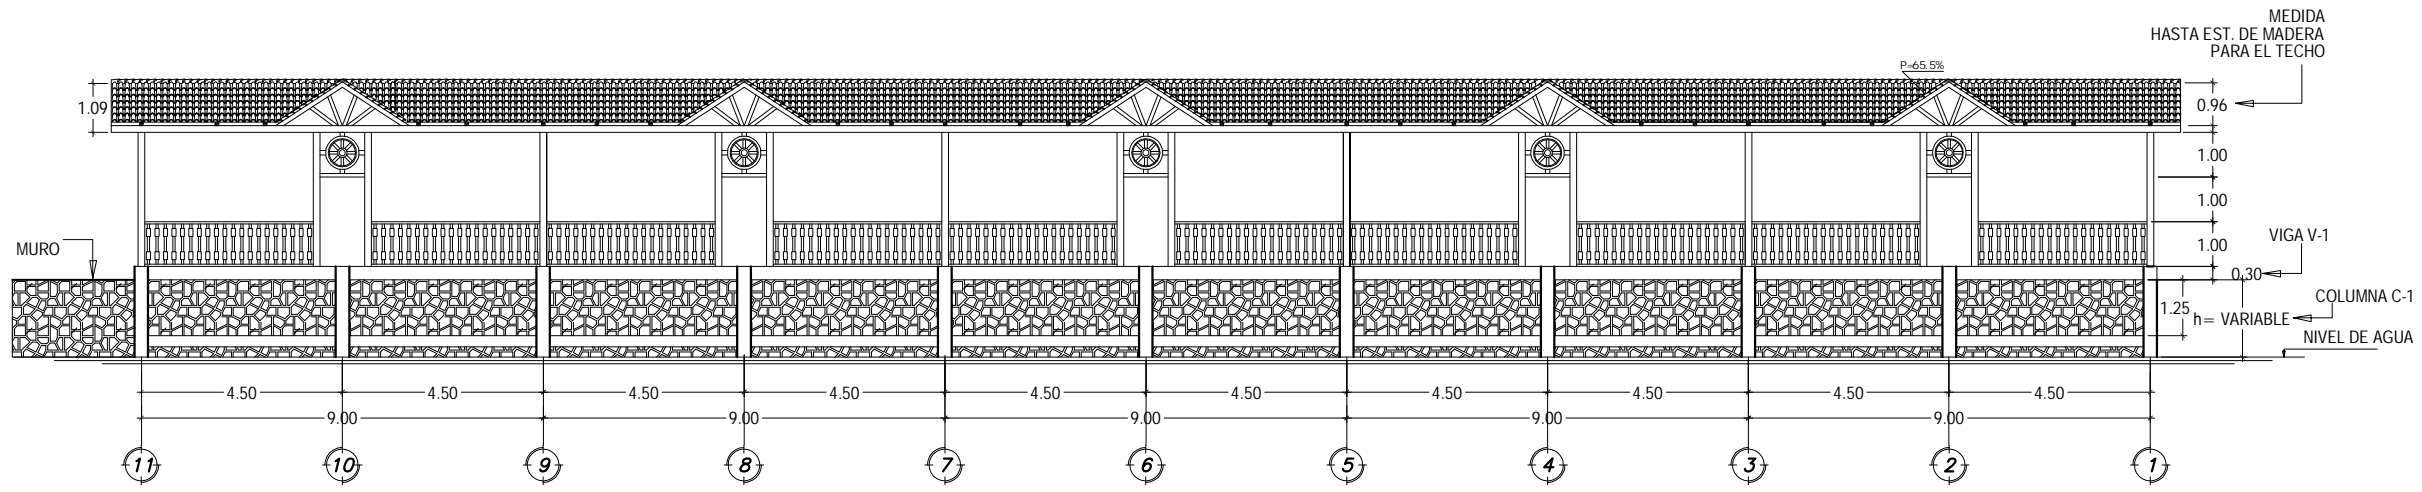 MEDIDA
HASTA EST. DE MADERA
PARA EL TECHO
P=65.5%
1.09
0.96
1.00
1.00
1.00
MURO
VIGA V-1
0.30
COLUMNA C-1
1.25
h= VARIABLE
NIVEL DE AGUA
4.50 4.50 4.50 4.50 4.50 4.50 4.50 4.50 4.50 4.50
9.00 9.00 9.00 9.00 9.00
11 10 9 8 7 6 5 4 3 2 1